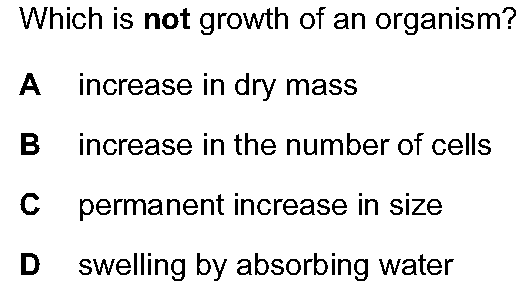 Which is not growth of an organism?
A increase in dry mass
B increase in the number of cells
C permanent increase in size
D swelling by absorbing water